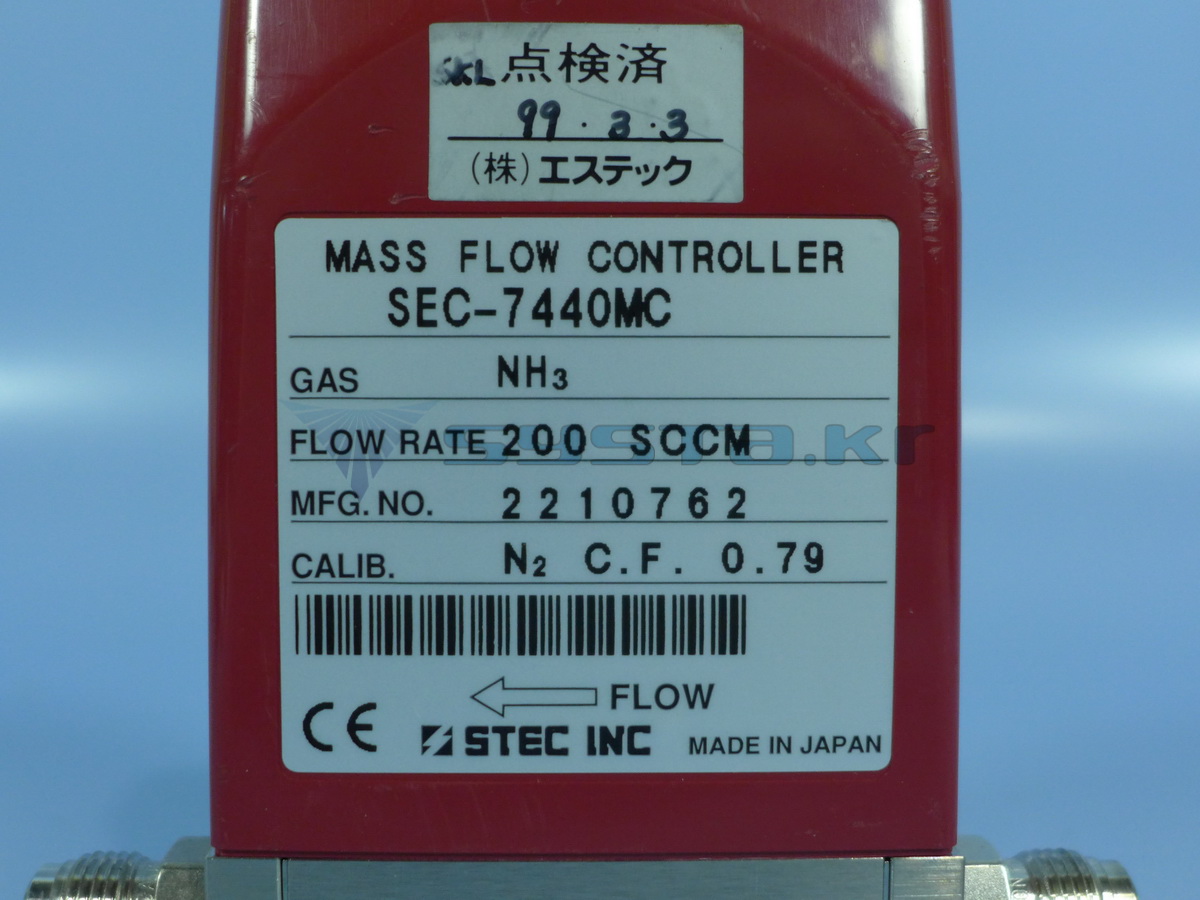 SKL 点検済
99.3.3
(株)エステック
MASS FLOW CONTROLLER
SEC-7440MC
GAS NH3
FLOW RATE 200 SCCM
MFG. NO. 2210762
CALIB. N2 C.F. 0.79
FLOW
CE STEC INC MADE IN JAPAN
systa.kr